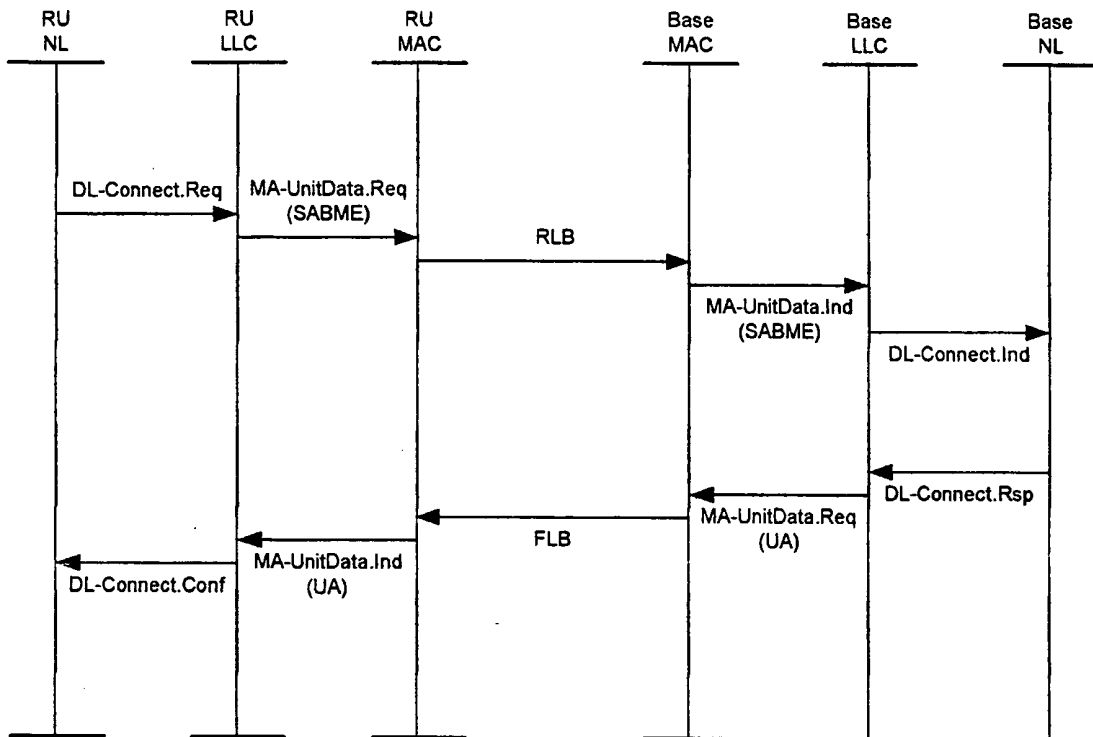 RU
NL
RU
LLC
RU
MAC
Base
MAC
Base
LLC
Base
NL
DL-Connect.Req
MA-UnitData.Req
(SABME)
RLB
MA-UnitData.Ind
(SABME)
DL-Connect.Ind
DL-Connect.Rsp
MA-UnitData.Req
(UA)
FLB
MA-UnitData.Ind
(UA)
DL-Connect.Conf